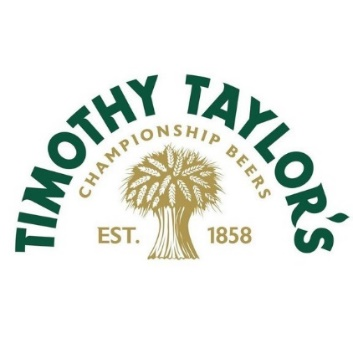 TIMOTHY TAYLOR'S
CHAMPIONSHIP BEERS
EST. 1858